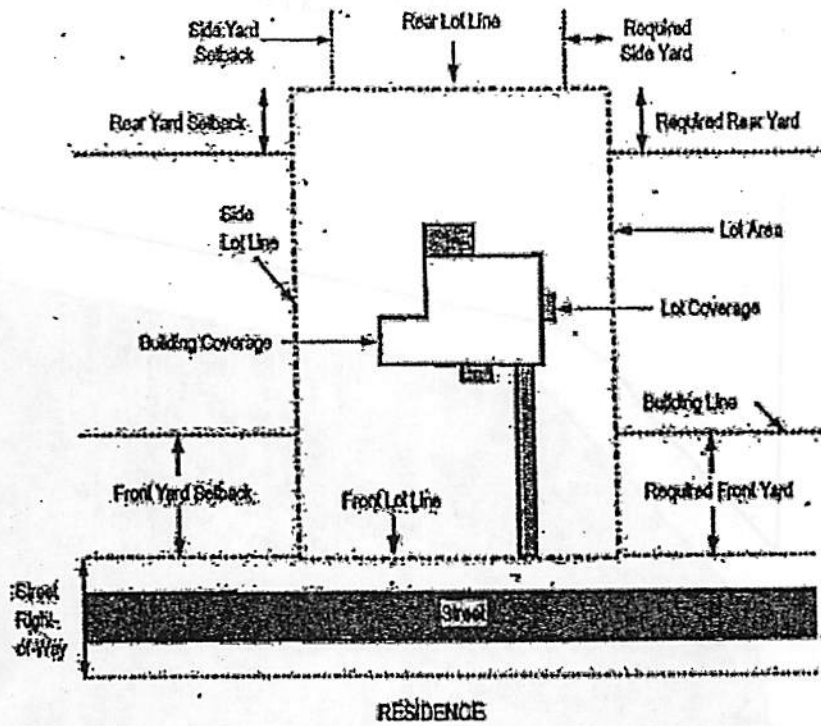 Side Yard
Setback
Rear Lot Line
Required
Side Yard
Rear Yard Setback
Required Rear Yard
Side
Lot Line
Lot Area
Lot Coverage
Building Coverage
Building Line
Front Yard Setback
Front Lot Line
Required Front Yard
Street
Right-
of-Way
Street
RESIDENCE